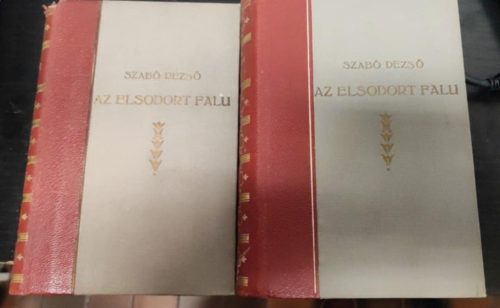 SZABÓ DEZSŐ
AZ ELSODORT FALU
SZABÓ DEZSŐ
AZ ELSODORT FALU